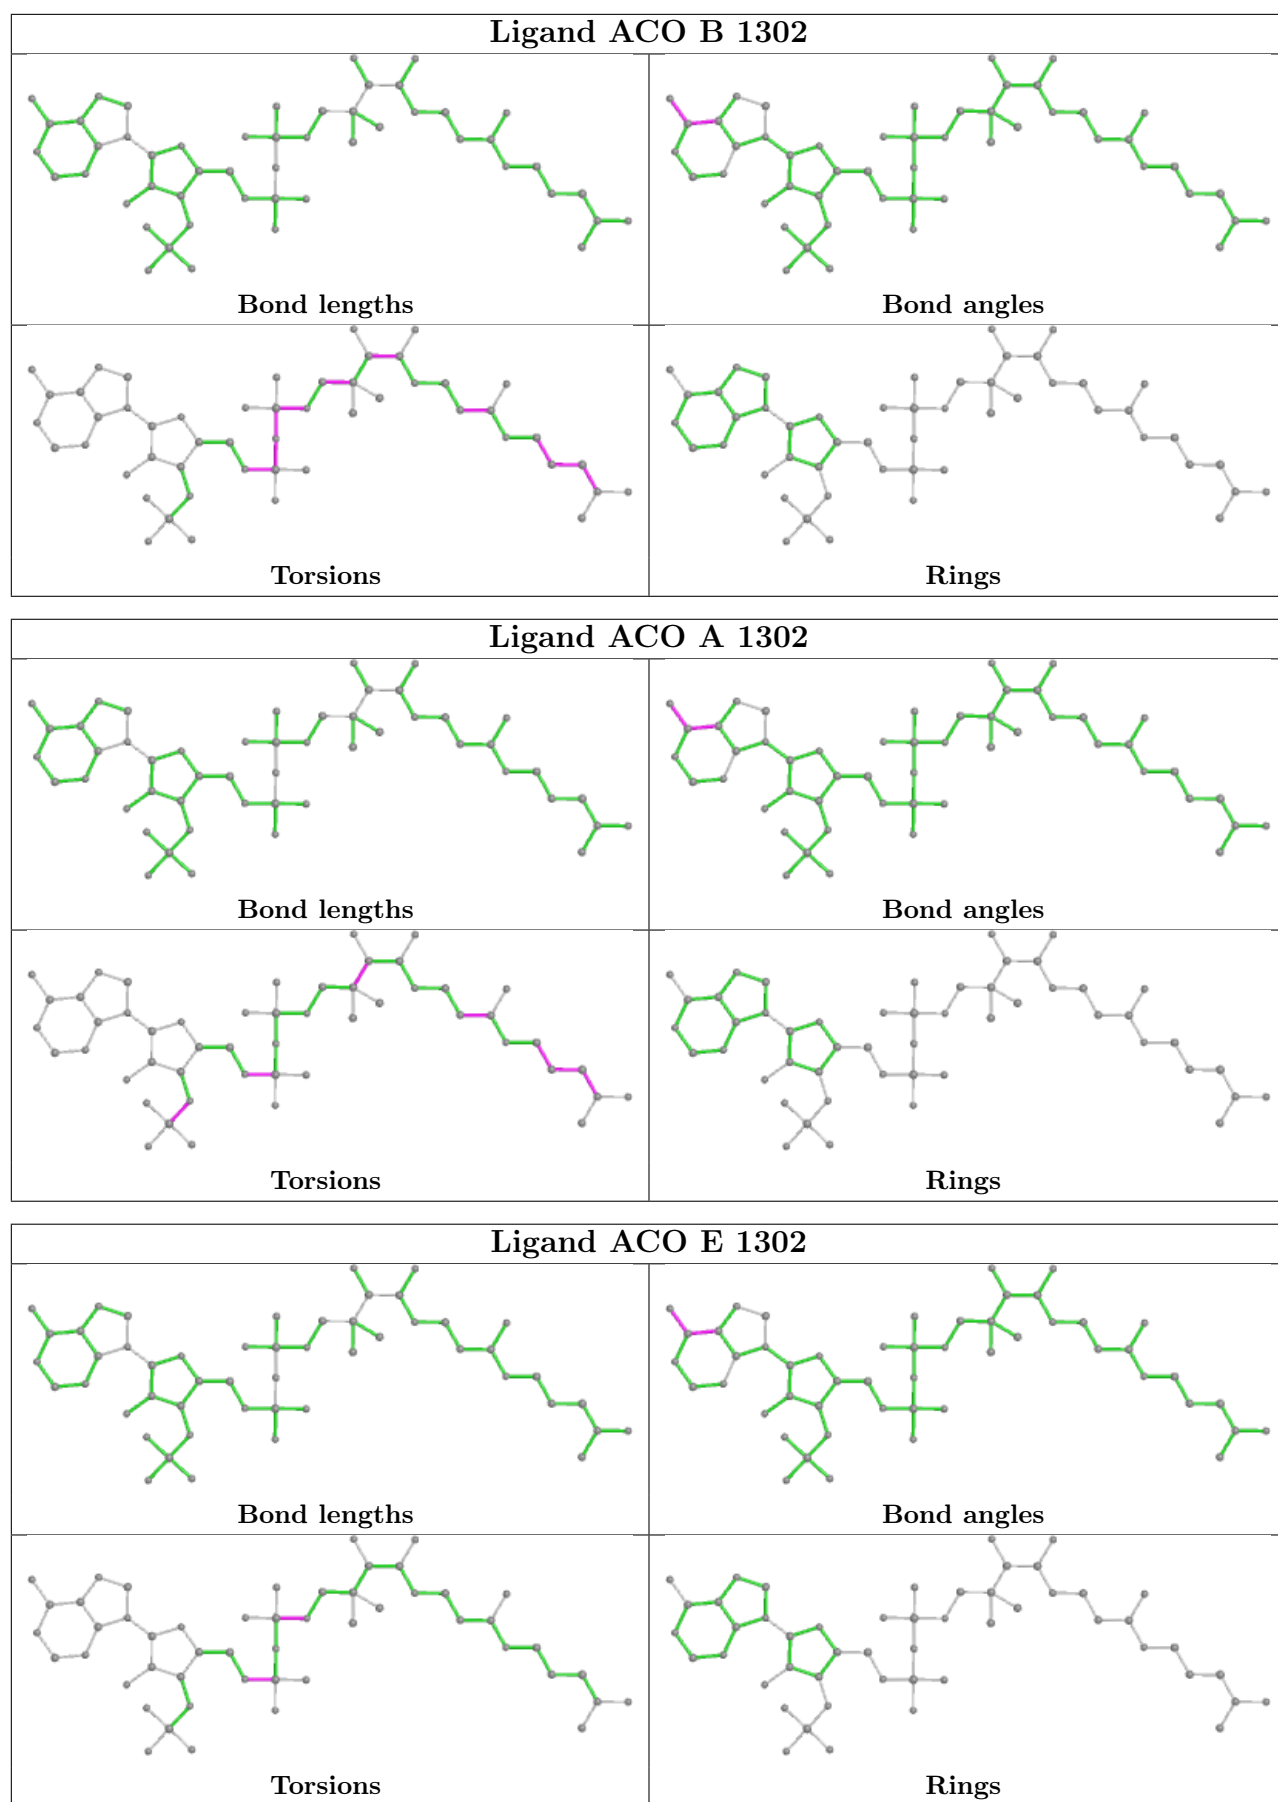 Ligand ACO B 1302
Bond lengths
Bond angles
Torsions
Rings
Ligand ACO A 1302
Bond lengths
Bond angles
Torsions
Rings
Ligand ACO E 1302
Bond lengths
Bond angles
Torsions
Rings